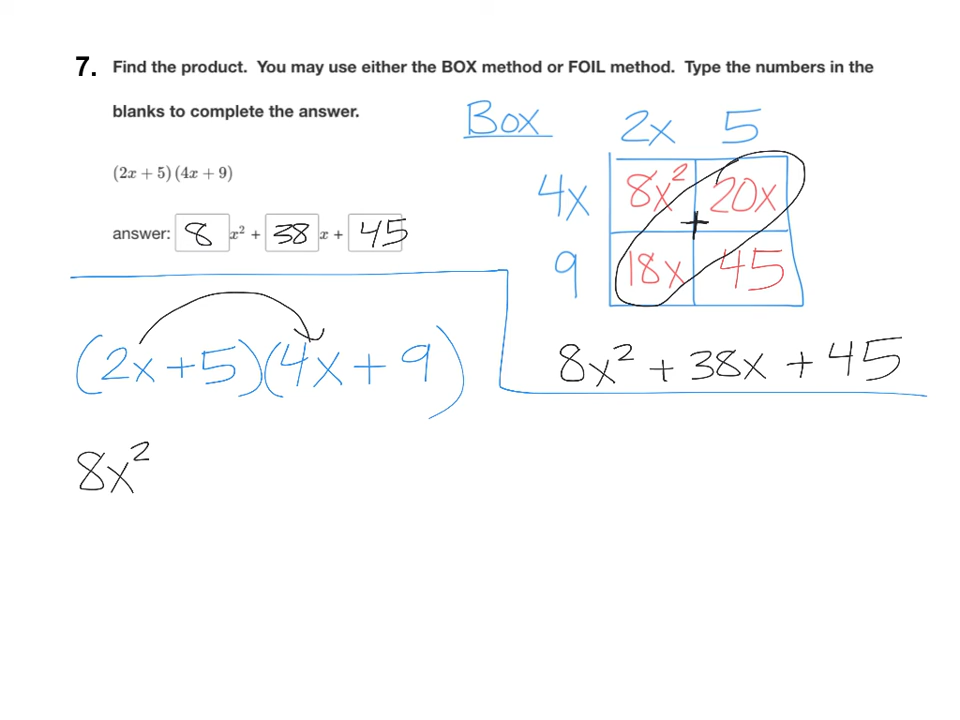 7. Find the product. You may use either the BOX method or FOIL method. Type the numbers in the
blanks to complete the answer.
(2x + 5) (4x + 9)
answer: 8 x² + 38 x + 45
Box
2x 5
4x 8x² 20x
+
9 18x 45
8x² + 38x + 45
(2x + 5)(4x + 9)
8x²